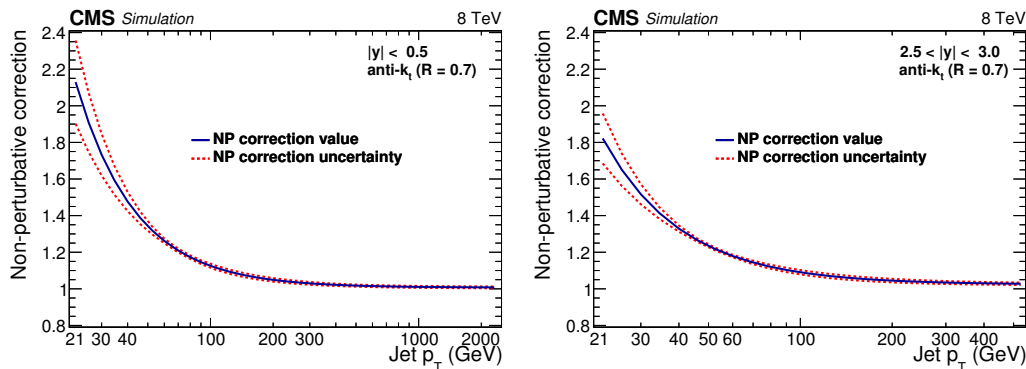 CMS Simulation 8 TeV
Non-perturbative correction
2.4
2.2
2
1.8
1.6
1.4
1.2
1
0.8
|y| < 0.5
anti-k_t (R = 0.7)
NP correction value
NP correction uncertainty
21 30 40 100 200 300 1000 2000
Jet p_T (GeV)
CMS Simulation 8 TeV
Non-perturbative correction
2.4
2.2
2
1.8
1.6
1.4
1.2
1
0.8
2.5 < |y| < 3.0
anti-k_t (R = 0.7)
NP correction value
NP correction uncertainty
21 30 40 50 60 100 200 300 400
Jet p_T (GeV)